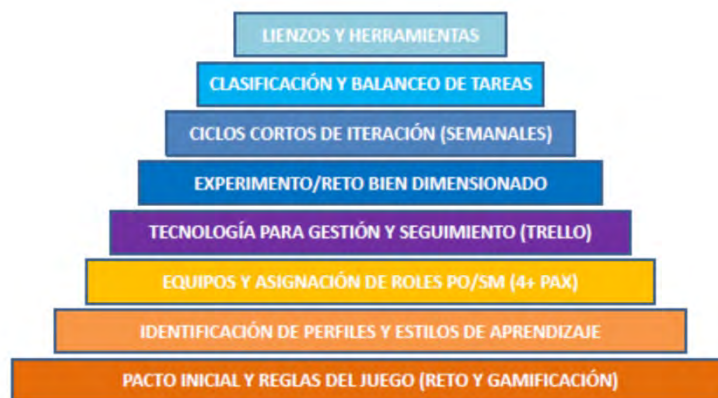 LIENZOS Y HERRAMIENTAS
CLASIFICACIÓN Y BALANCEO DE TAREAS
CICLOS CORTOS DE ITERACIÓN (SEMANALES)
EXPERIMENTO/RETO BIEN DIMENSIONADO
TECNOLOGÍA PARA GESTIÓN Y SEGUIMIENTO (TRELLO)
EQUIPOS Y ASIGNACIÓN DE ROLES PO/SM (4+ PAX)
IDENTIFICACIÓN DE PERFILES Y ESTILOS DE APRENDIZAJE
PACTO INICIAL Y REGLAS DEL JUEGO (RETO Y GAMIFICACIÓN)